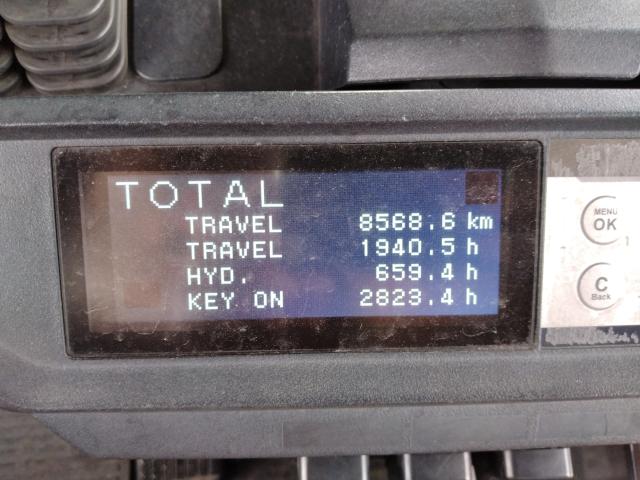 TOTAL
TRAVEL 8568.6 km
TRAVEL 1940.5 h
HYD. 659.4 h
KEY ON 2823.4 h
MENU
OK
C
Back